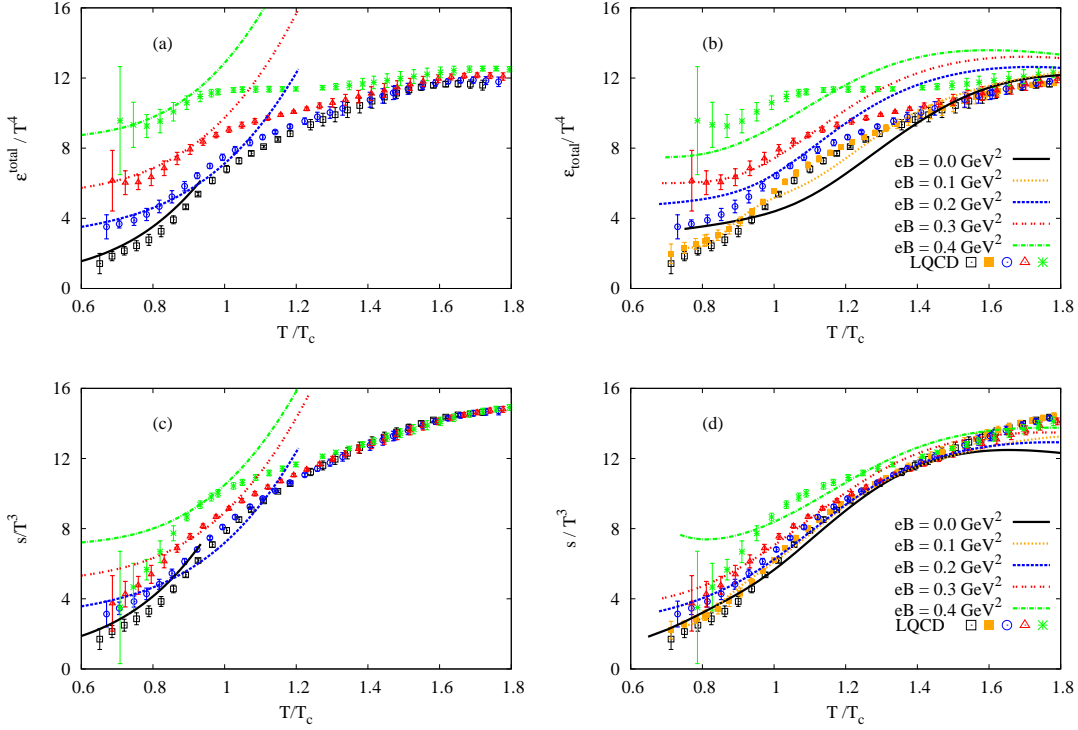 16
12
8
4
0
0.6 0.8 1 1.2 1.4 1.6 1.8
ε^total / T^4
T /T_c
(a)
16
12
8
4
0
0.6 0.8 1 1.2 1.4 1.6 1.8
ε_total/ T^4
T /T_c
(b)
eB = 0.0 GeV^2
eB = 0.1 GeV^2
eB = 0.2 GeV^2
eB = 0.3 GeV^2
eB = 0.4 GeV^2
LQCD
16
12
8
4
0
0.6 0.8 1 1.2 1.4 1.6 1.8
s/T^3
T/T_c
(c)
16
12
8
4
0
0.6 0.8 1 1.2 1.4 1.6 1.8
s / T^3
T /T_c
(d)
eB = 0.0 GeV^2
eB = 0.1 GeV^2
eB = 0.2 GeV^2
eB = 0.3 GeV^2
eB = 0.4 GeV^2
LQCD